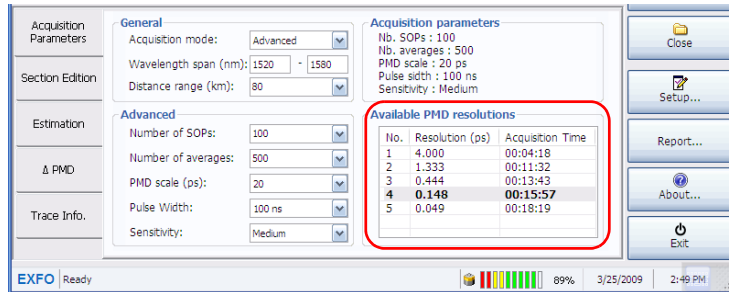 Acquisition
Parameters
Section Edition
Estimation
Δ PMD
Trace Info.
General
Acquisition mode: Advanced
Wavelength span (nm): 1520 - 1580
Distance range (km): 80
Advanced
Number of SOPs: 100
Number of averages: 500
PMD scale (ps): 20
Pulse Width: 100 ns
Sensitivity: Medium
Acquisition parameters
Nb. SOPs : 100
Nb. averages : 500
PMD scale : 20 ps
Pulse sidth : 100 ns
Sensitivity : Medium
Available PMD resolutions
No. Resolution (ps) Acquisition Time
1 4.000 00:04:18
2 1.333 00:11:32
3 0.444 00:13:43
4 0.148 00:15:57
5 0.049 00:18:19
Close
Setup...
Report...
About...
Exit
EXFO Ready 89% 3/25/2009 2:49 PM